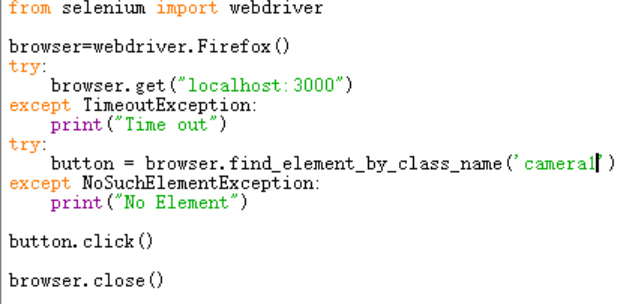 from selenium import webdriver
browser=webdriver.Firefox()
try:
    browser.get("localhost:3000")
except TimeoutException:
    print("Time out")
try:
    button = browser.find_element_by_class_name('camera1')
except NoSuchElementException:
    print("No Element")
button.click()
browser.close()